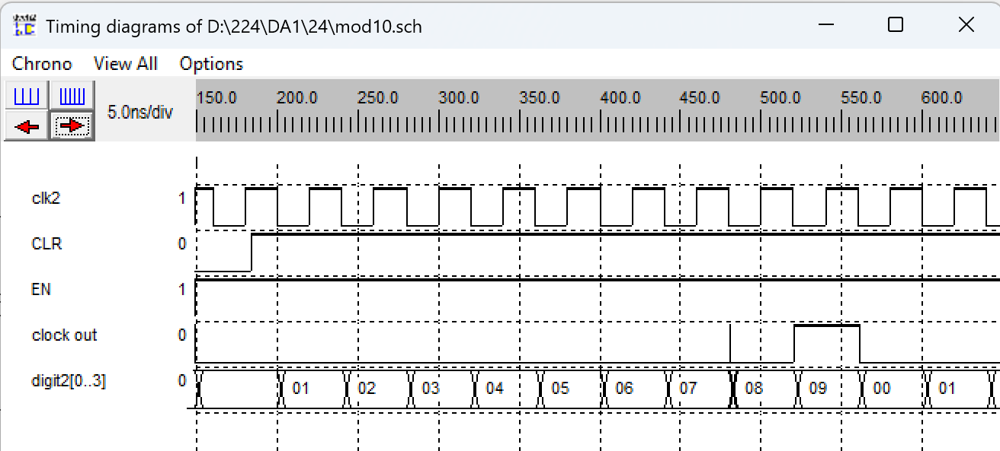 Timing diagrams of D:\224\DA1\24\mod10.sch
Chrono View All Options
5.0ns/div
150.0 200.0 250.0 300.0 350.0 400.0 450.0 500.0 550.0 600.0
clk2 1
CLR 0
EN 1
clock out 0
digit2[0..3] 0 01 02 03 04 05 06 07 08 09 00 01